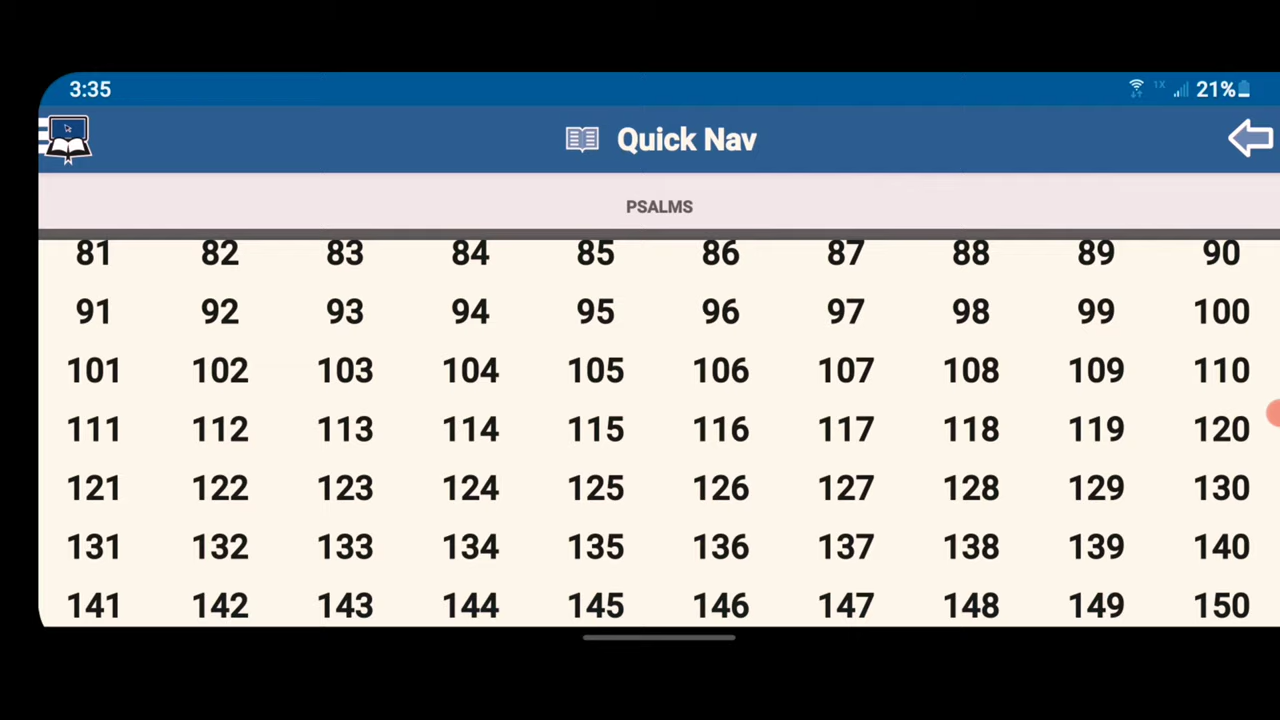 3:35 1X 21%
Quick Nav
PSALMS
81 82 83 84 85 86 87 88 89 90
91 92 93 94 95 96 97 98 99 100
101 102 103 104 105 106 107 108 109 110
111 112 113 114 115 116 117 118 119 120
121 122 123 124 125 126 127 128 129 130
131 132 133 134 135 136 137 138 139 140
141 142 143 144 145 146 147 148 149 150